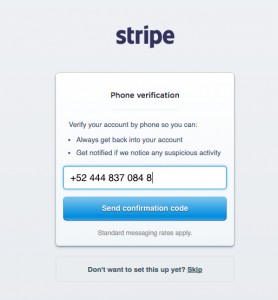 stripe
Phone verification
Verify your account by phone so you can:
• Always get back into your account
• Get notified if we notice any suspicious activity
+52 444 837 084 8
Send confirmation code
Standard messaging rates apply.
Don't want to set this up yet? Skip